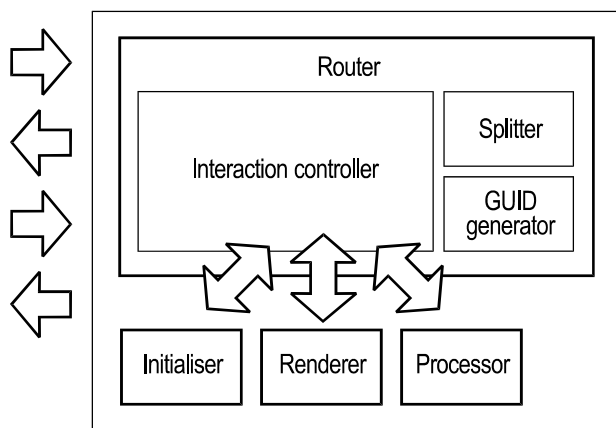 Router
Interaction controller
Splitter
GUID
generator
Initialiser
Renderer
Processor